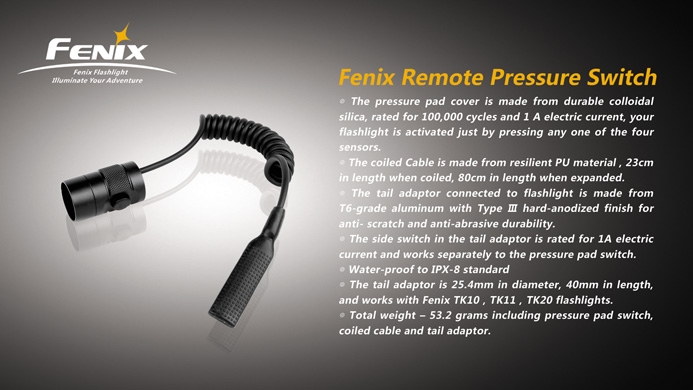 FENIX
Fenix Flashlight
Illuminate Your Adventure
Fenix Remote Pressure Switch
• The pressure pad cover is made from durable colloidal
silica, rated for 100,000 cycles and 1 A electric current, your
flashlight is activated just by pressing any one of the four
sensors.
• The coiled Cable is made from resilient PU material , 23cm
in length when coiled, 80cm in length when expanded.
• The tail adaptor connected to flashlight is made from
T6-grade aluminum with Type Ⅲ hard-anodized finish for
anti- scratch and anti-abrasive durability.
• The side switch in the tail adaptor is rated for 1A electric
current and works separately to the pressure pad switch.
• Water-proof to IPX-8 standard
• The tail adaptor is 25.4mm in diameter, 40mm in length,
and works with Fenix TK10 , TK11 , TK20 flashlights.
• Total weight – 53.2 grams including pressure pad switch,
coiled cable and tail adaptor.